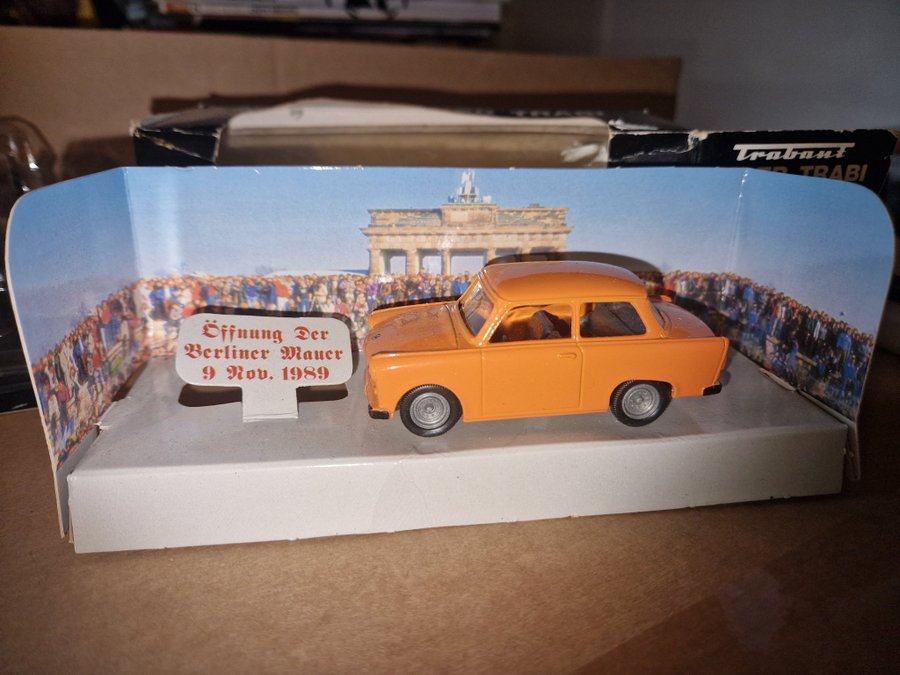 Trabant
TRABI
Öffnung Der
Berliner Mauer
9 Nov. 1989